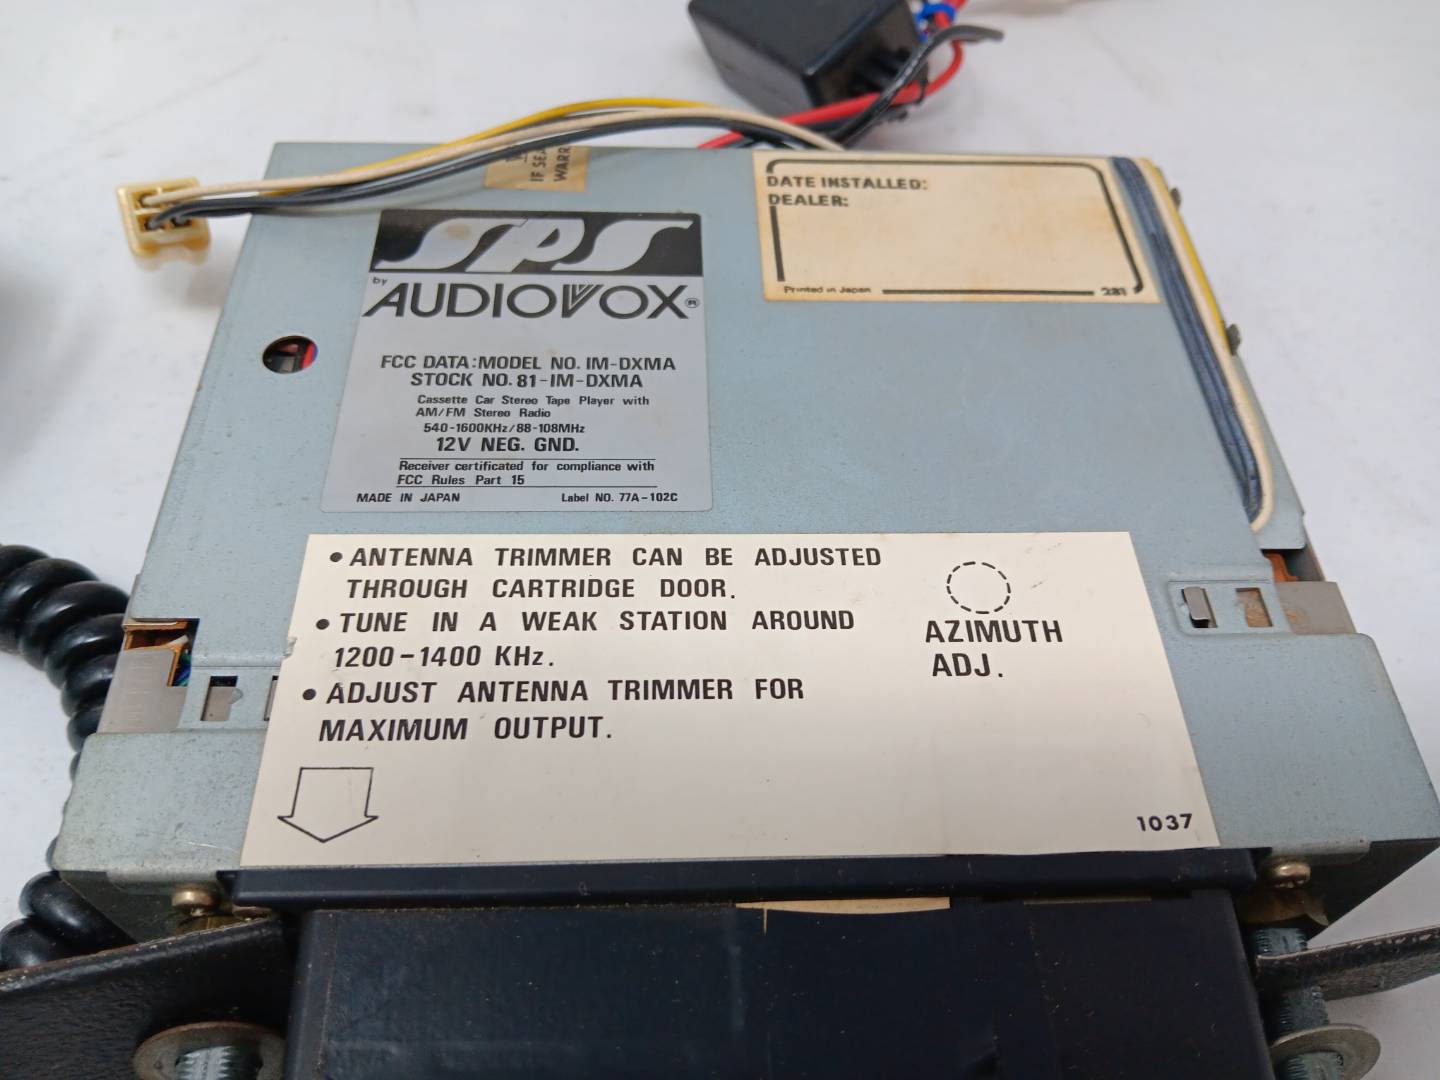 IF SEA
WARR
SPS
by
AUDIOVOX®
FCC DATA:MODEL NO. IM-DXMA
STOCK NO. 81-IM-DXMA
Cassette Car Stereo Tape Player with
AM/FM Stereo Radio
540-1600KHz/88-108MHz
12V NEG. GND.
Receiver certificated for compliance with
FCC Rules Part 15
MADE IN JAPAN Label NO. 77A-102C
DATE INSTALLED:
DEALER:
Printed in Japan
• ANTENNA TRIMMER CAN BE ADJUSTED
THROUGH CARTRIDGE DOOR.
• TUNE IN A WEAK STATION AROUND
1200-1400 KHz.
• ADJUST ANTENNA TRIMMER FOR
MAXIMUM OUTPUT.
AZIMUTH
ADJ.
1037